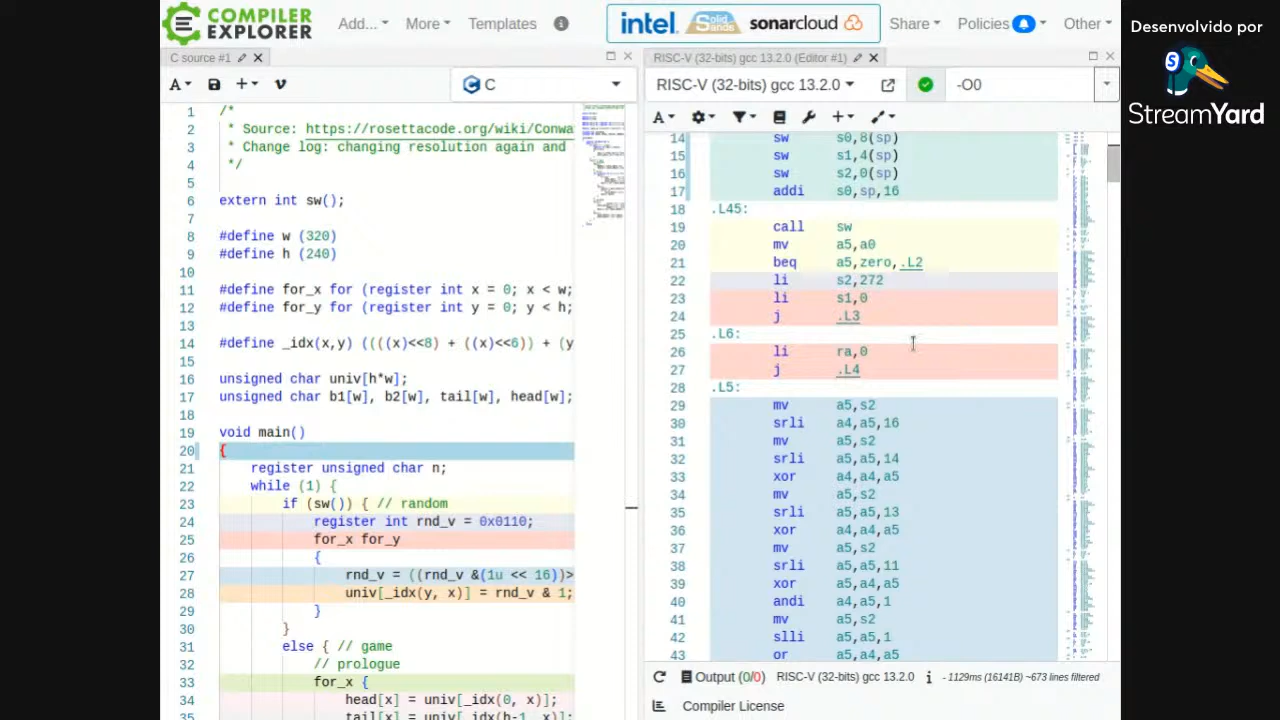 COMPILER
EXPLORER
Add...
More
Templates
intel
Solid Sands
sonarcloud
Share
Policies
Other
Desenvolvido por
StreamYard
C source #1
RISC-V (32-bits) gcc 13.2.0 (Editor #1)
A
C
RISC-V (32-bits) gcc 13.2.0
-O0
A
1 /*
2 * Source: https://rosettacode.org/wiki/Conwa
3 * Change log: changing resolution again and
4 */
5
6 extern int sw();
7
8 #define w (320)
9 #define h (240)
10
11 #define for_x for (register int x = 0; x < w;
12 #define for_y for (register int y = 0; y < h;
13
14 #define _idx(x,y) ((((x)<<8) + ((x)<<6)) + (y
15
16 unsigned char univ[h*w];
17 unsigned char b1[w], b2[w], tail[w], head[w];
18
19 void main()
20 {
21 register unsigned char n;
22 while (1) {
23 if (sw()) { // random
24 register int rnd_v = 0x0110;
25 for_x for_y
26 {
27 rnd_v = ((rnd_v &(1u << 16))>
28 univ[_idx(y, x)] = rnd_v & 1;
29 }
30 }
31 else { // game
32 // prologue
33 for_x {
34 head[x] = univ[_idx(0, x)];
35 tail[x] = univ[_idx(h-1, x)];
14 sw s0,8(sp)
15 sw s1,4(sp)
16 sw s2,0(sp)
17 addi s0,sp,16
18 .L45:
19 call sw
20 mv a5,a0
21 beq a5,zero,.L2
22 li s2,272
23 li s1,0
24 j .L3
25 .L6:
26 li ra,0
27 j .L4
28 .L5:
29 mv a5,s2
30 srli a4,a5,16
31 mv a5,s2
32 srli a5,a5,14
33 xor a4,a4,a5
34 mv a5,s2
35 srli a5,a5,13
36 xor a4,a4,a5
37 mv a5,s2
38 srli a5,a5,11
39 xor a5,a4,a5
40 andi a4,a5,1
41 mv a5,s2
42 slli a5,a5,1
43 or a5,a4,a5
Output (0/0) RISC-V (32-bits) gcc 13.2.0 i - 1129ms (16141B) ~673 lines filtered
Compiler License